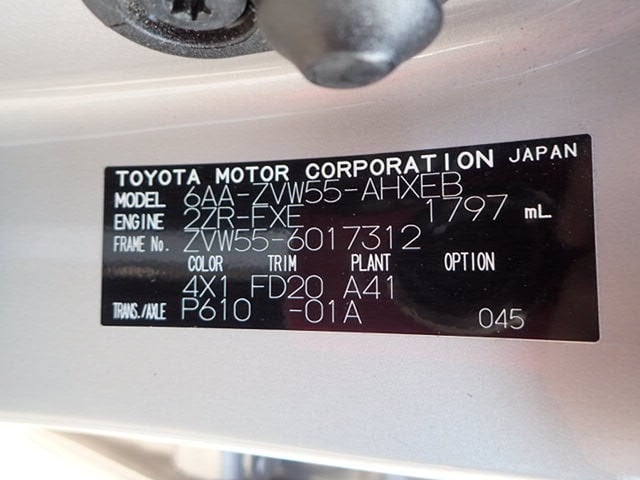 TOYOTA MOTOR CORPORATION JAPAN
MODEL 6AA-ZVW55-AHXEB
ENGINE 2ZR-FXE 1797 mL
FRAME No. ZVW55-6017312
COLOR TRIM PLANT OPTION
4X1 FD20 A41
TRANS./AXLE P610 -01A 045